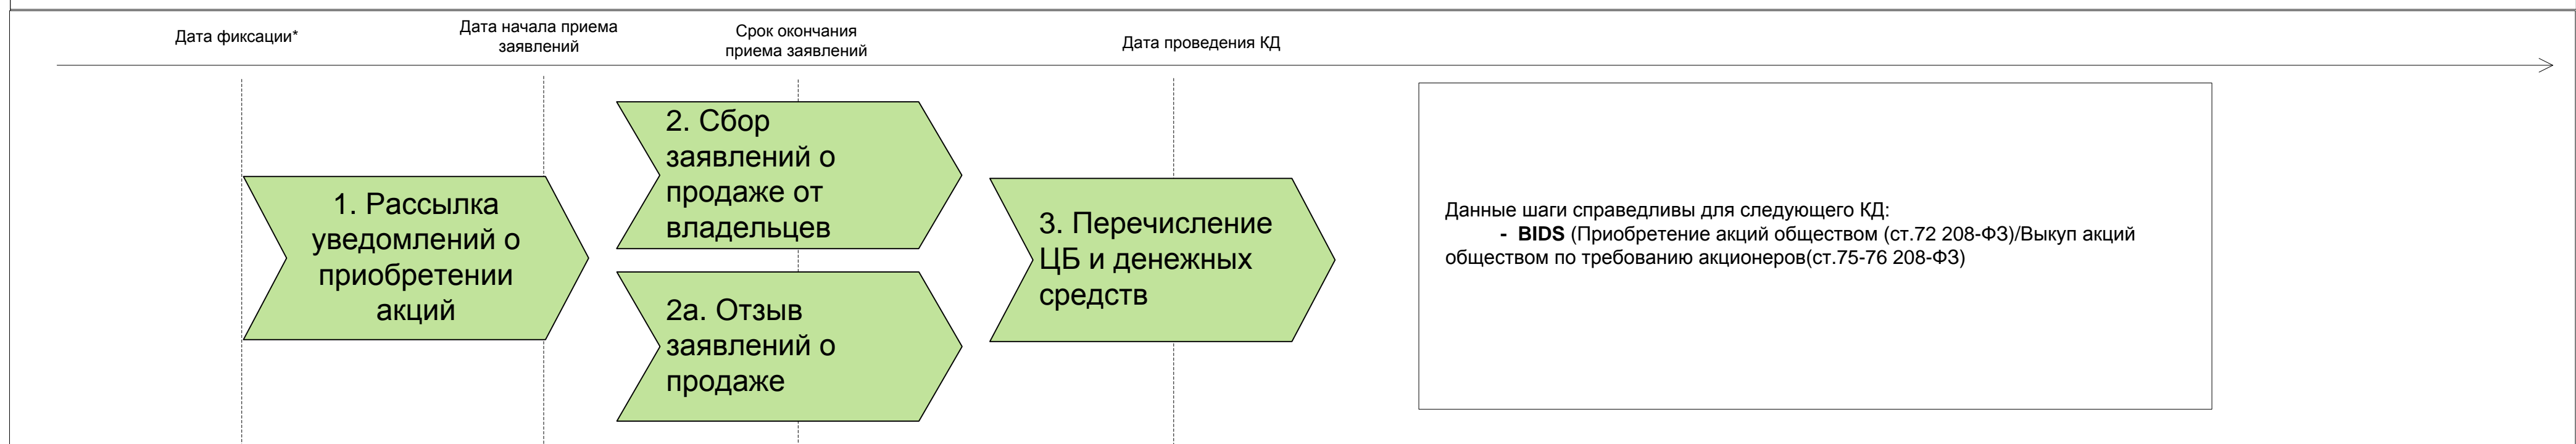 Дата фиксации*
Дата начала приема
заявлений
Срок окончания
приема заявлений
Дата проведения КД
1. Рассылка
уведомлений о
приобретении
акций
2. Сбор
заявлений о
продаже от
владельцев
2а. Отзыв
заявлений о
продаже
3. Перечисление
ЦБ и денежных
средств
Данные шаги справедливы для следующего КД:
- BIDS (Приобретение акций обществом (ст.72 208-ФЗ)/Выкуп акций
обществом по требованию акционеров(ст.75-76 208-ФЗ)